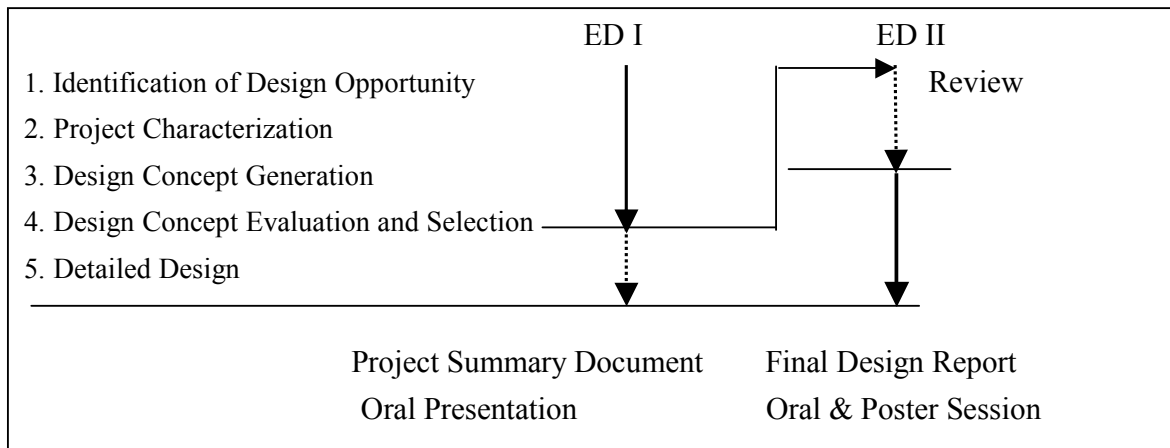 ED I ED II
1. Identification of Design Opportunity Review
2. Project Characterization
3. Design Concept Generation
4. Design Concept Evaluation and Selection
5. Detailed Design
Project Summary Document Final Design Report
Oral Presentation Oral & Poster Session